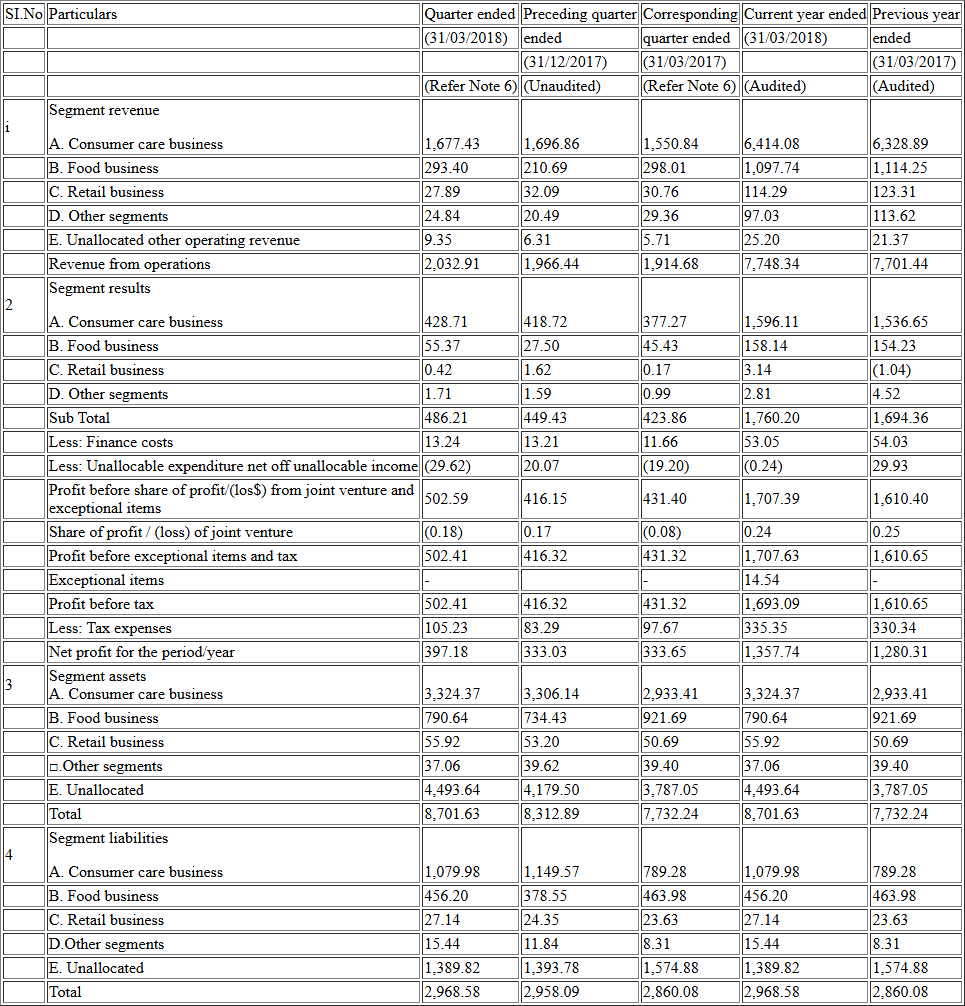 SI.No Particulars Quarter ended Preceding quarter Corresponding Current year ended Previous year
(31/03/2018) ended quarter ended (31/03/2018) ended
(31/12/2017) (31/03/2017) (31/03/2017)
(Refer Note 6) (Unaudited) (Refer Note 6) (Audited) (Audited)
Segment revenue
i
A. Consumer care business 1,677.43 1,696.86 1,550.84 6,414.08 6,328.89
B. Food business 293.40 210.69 298.01 1,097.74 1,114.25
C. Retail business 27.89 32.09 30.76 114.29 123.31
D. Other segments 24.84 20.49 29.36 97.03 113.62
E. Unallocated other operating revenue 9.35 6.31 5.71 25.20 21.37
Revenue from operations 2,032.91 1,966.44 1,914.68 7,748.34 7,701.44
Segment results
2
A. Consumer care business 428.71 418.72 377.27 1,596.11 1,536.65
B. Food business 55.37 27.50 45.43 158.14 154.23
C. Retail business 0.42 1.62 0.17 3.14 (1.04)
D. Other segments 1.71 1.59 0.99 2.81 4.52
Sub Total 486.21 449.43 423.86 1,760.20 1,694.36
Less: Finance costs 13.24 13.21 11.66 53.05 54.03
Less: Unallocable expenditure net off unallocable income (29.62) 20.07 (19.20) (0.24) 29.93
Profit before share of profit/(los$) from joint venture and
exceptional items 502.59 416.15 431.40 1,707.39 1,610.40
Share of profit / (loss) of joint venture (0.18) 0.17 (0.08) 0.24 0.25
Profit before exceptional items and tax 502.41 416.32 431.32 1,707.63 1,610.65
Exceptional items - - 14.54 -
Profit before tax 502.41 416.32 431.32 1,693.09 1,610.65
Less: Tax expenses 105.23 83.29 97.67 335.35 330.34
Net profit for the period/year 397.18 333.03 333.65 1,357.74 1,280.31
Segment assets
3
A. Consumer care business 3,324.37 3,306.14 2,933.41 3,324.37 2,933.41
B. Food business 790.64 734.43 921.69 790.64 921.69
C. Retail business 55.92 53.20 50.69 55.92 50.69
□.Other segments 37.06 39.62 39.40 37.06 39.40
E. Unallocated 4,493.64 4,179.50 3,787.05 4,493.64 3,787.05
Total 8,701.63 8,312.89 7,732.24 8,701.63 7,732.24
Segment liabilities
4
A. Consumer care business 1,079.98 1,149.57 789.28 1,079.98 789.28
B. Food business 456.20 378.55 463.98 456.20 463.98
C. Retail business 27.14 24.35 23.63 27.14 23.63
D.Other segments 15.44 11.84 8.31 15.44 8.31
E. Unallocated 1,389.82 1,393.78 1,574.88 1,389.82 1,574.88
Total 2,968.58 2,958.09 2,860.08 2,968.58 2,860.08